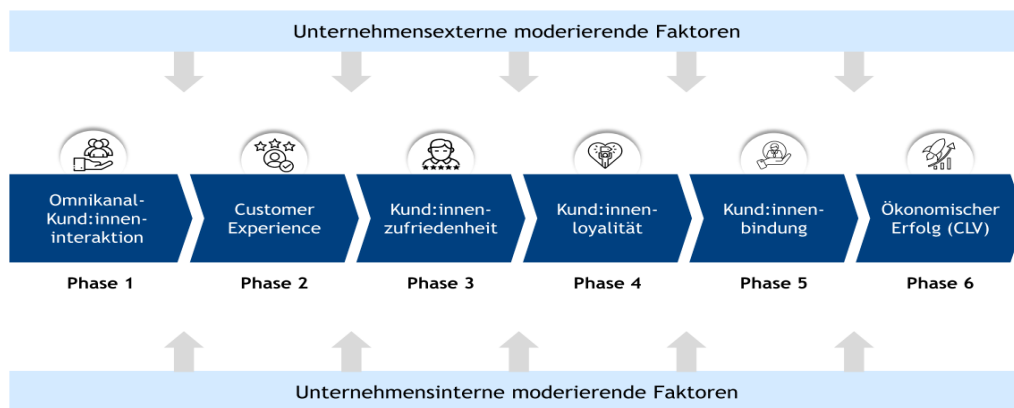 Unternehmensexterne moderierende Faktoren
Omnikanal-
Kund:innen-
interaktion
Customer
Experience
Kund:innen-
zufriedenheit
Kund:innen-
loyalität
Kund:innen-
bindung
Ökonomischer
Erfolg (CLV)
Phase 1
Phase 2
Phase 3
Phase 4
Phase 5
Phase 6
Unternehmensinterne moderierende Faktoren